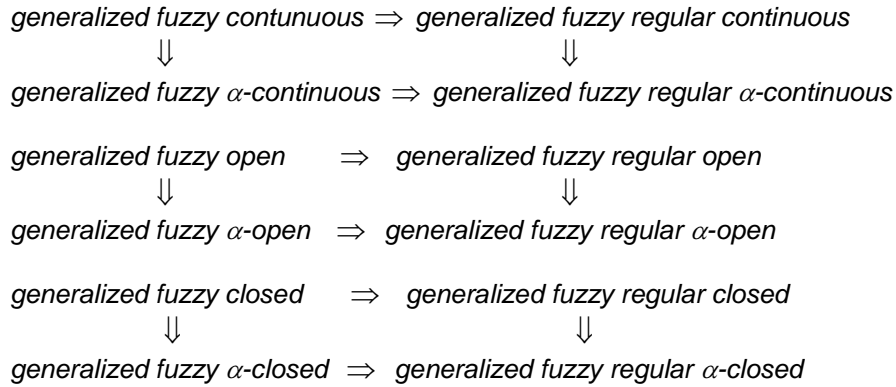 generalized fuzzy contunuous ⇒ generalized fuzzy regular continuous
⇓ ⇓
generalized fuzzy α-continuous ⇒ generalized fuzzy regular α-continuous
generalized fuzzy open ⇒ generalized fuzzy regular open
⇓ ⇓
generalized fuzzy α-open ⇒ generalized fuzzy regular α-open
generalized fuzzy closed ⇒ generalized fuzzy regular closed
⇓ ⇓
generalized fuzzy α-closed ⇒ generalized fuzzy regular α-closed